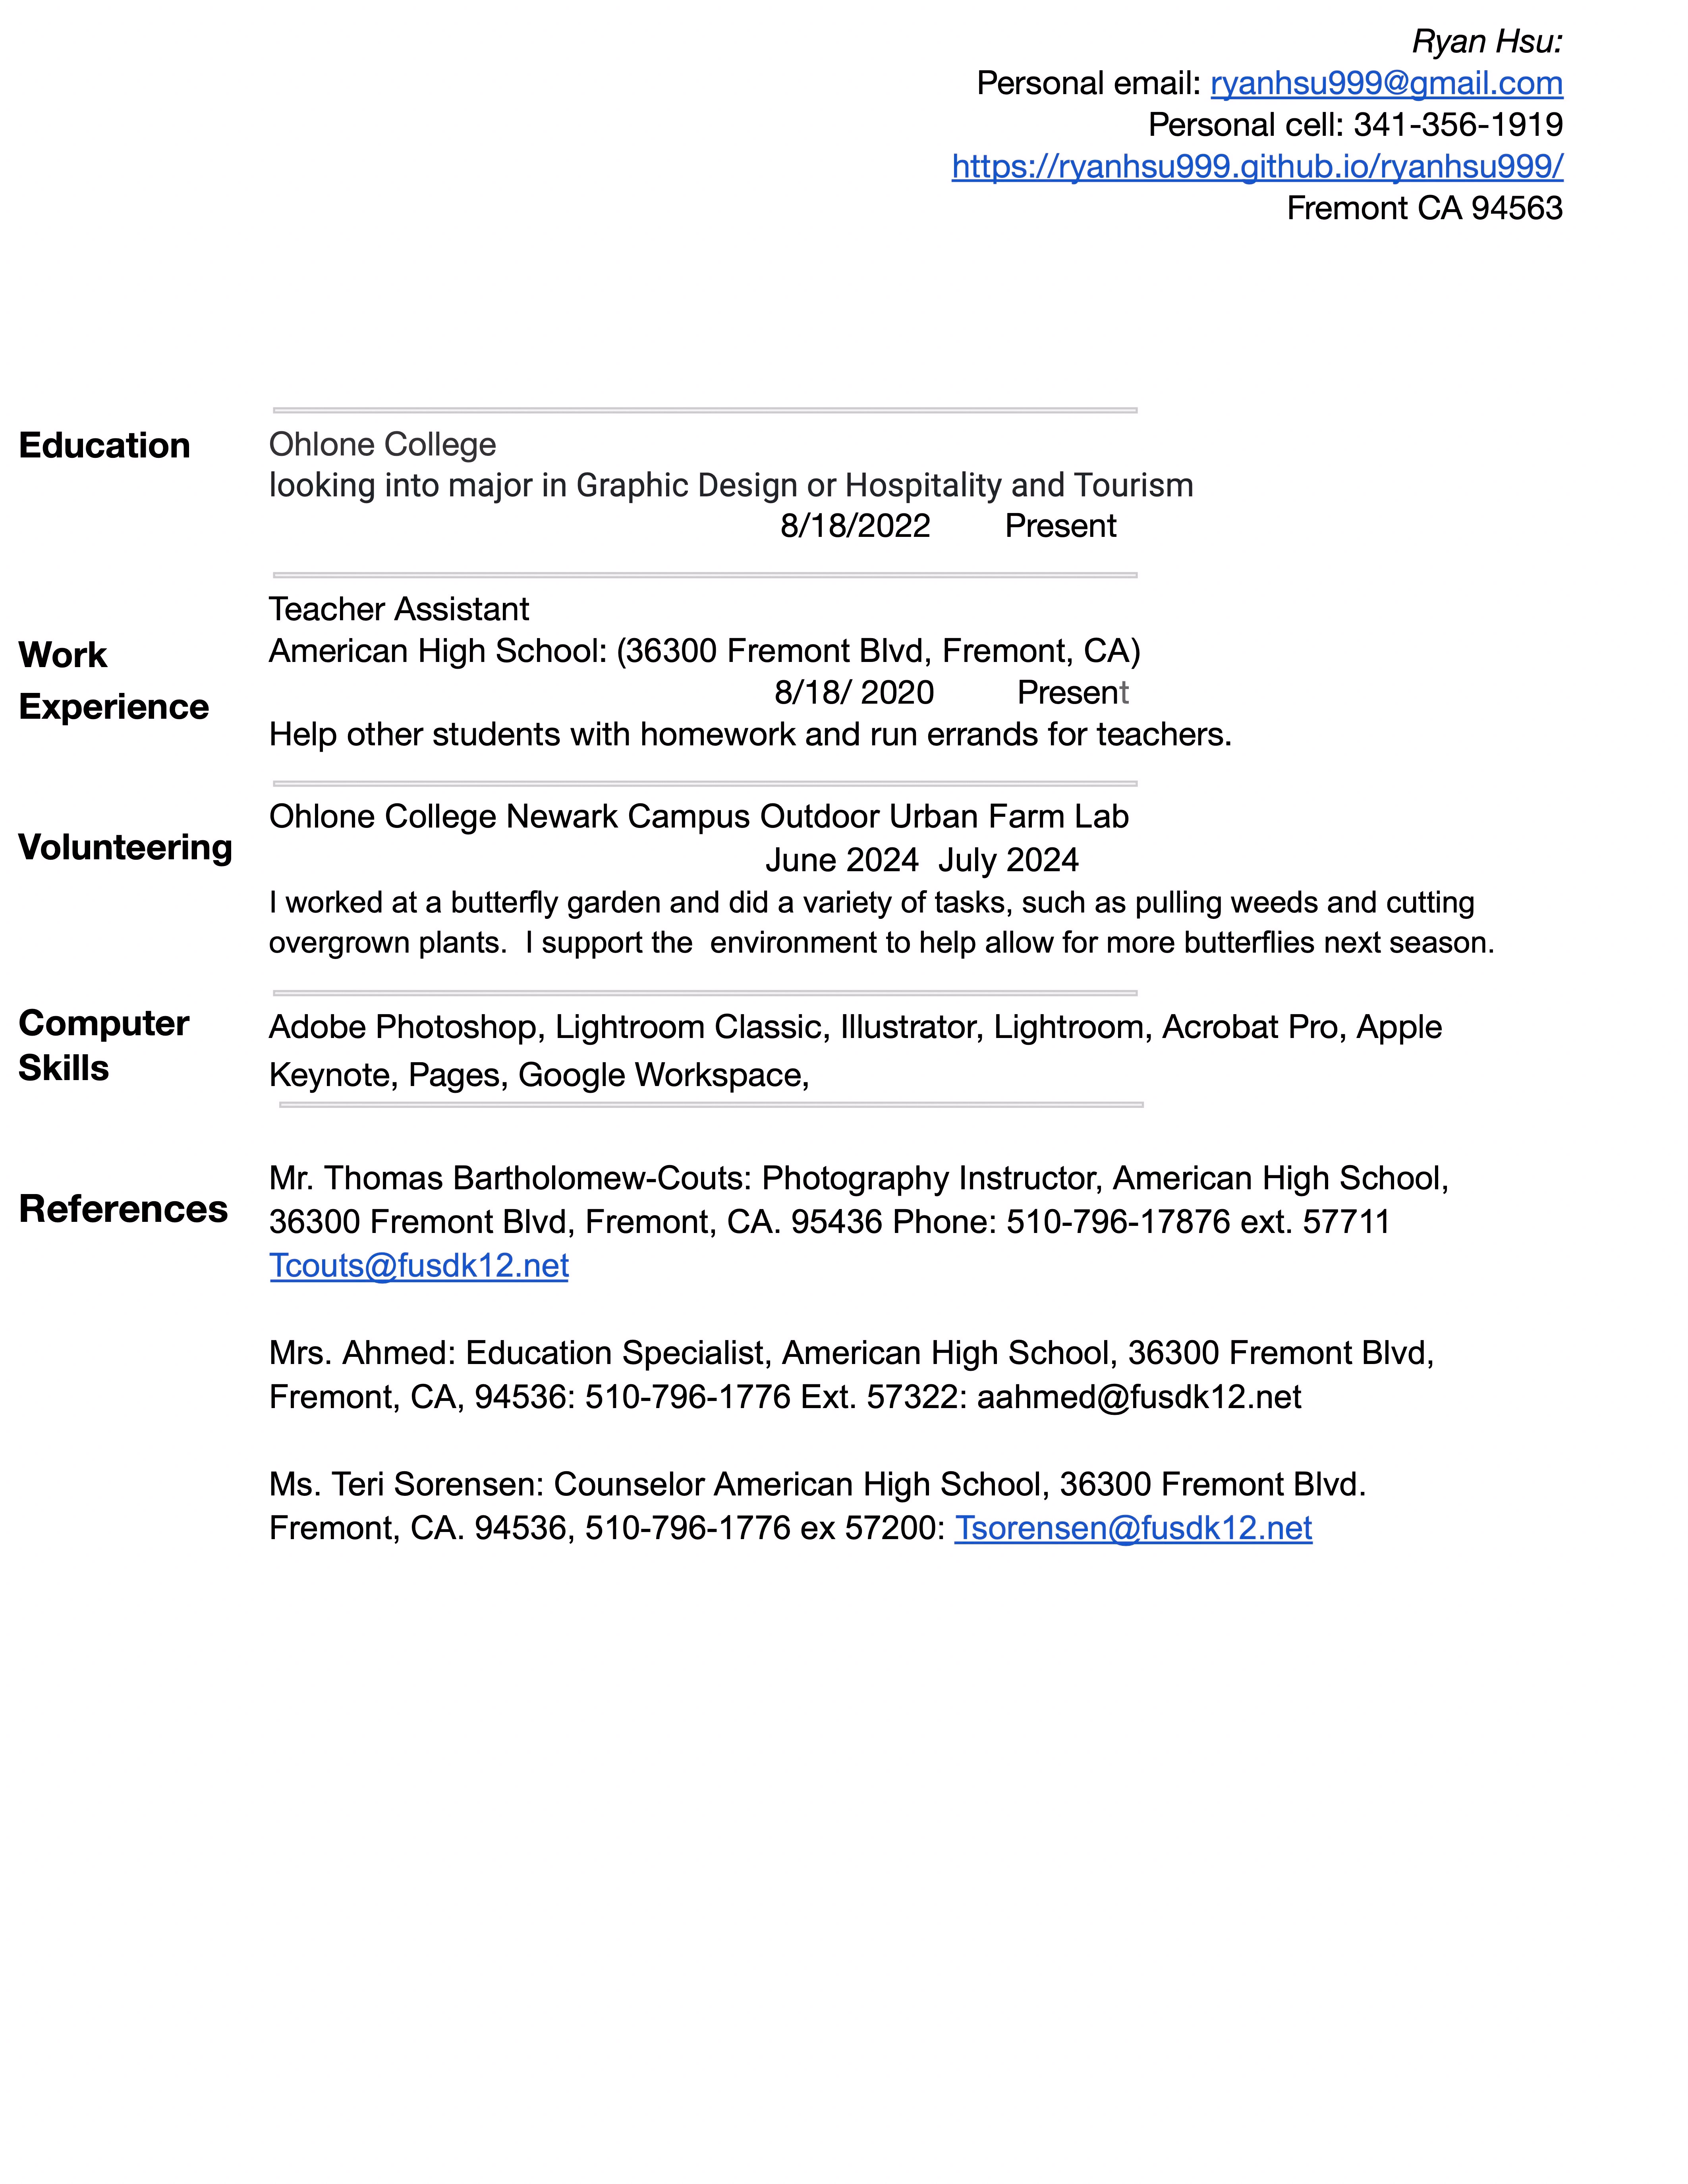 Ryan Hsu:
Personal email: ryanhsu999@gmail.com
Personal cell: 341-356-1919
https://ryanhsu999.github.io/ryanhsu999/
Fremont CA 94563
Education
Ohlone College
looking into major in Graphic Design or Hospitality and Tourism
8/18/2022 Present
Work
Experience
Teacher Assistant
American High School: (36300 Fremont Blvd, Fremont, CA)
8/18/ 2020 Present
Help other students with homework and run errands for teachers.
Volunteering
Ohlone College Newark Campus Outdoor Urban Farm Lab
June 2024 July 2024
I worked at a butterfly garden and did a variety of tasks, such as pulling weeds and cutting
overgrown plants.  I support the  environment to help allow for more butterflies next season.
Computer
Skills
Adobe Photoshop, Lightroom Classic, Illustrator, Lightroom, Acrobat Pro, Apple
Keynote, Pages, Google Workspace,
References
Mr. Thomas Bartholomew-Couts: Photography Instructor, American High School,
36300 Fremont Blvd, Fremont, CA. 95436 Phone: 510-796-17876 ext. 57711
Tcouts@fusdk12.net
Mrs. Ahmed: Education Specialist, American High School, 36300 Fremont Blvd,
Fremont, CA, 94536: 510-796-1776 Ext. 57322: aahmed@fusdk12.net
Ms. Teri Sorensen: Counselor American High School, 36300 Fremont Blvd.
Fremont, CA. 94536, 510-796-1776 ex 57200: Tsorensen@fusdk12.net